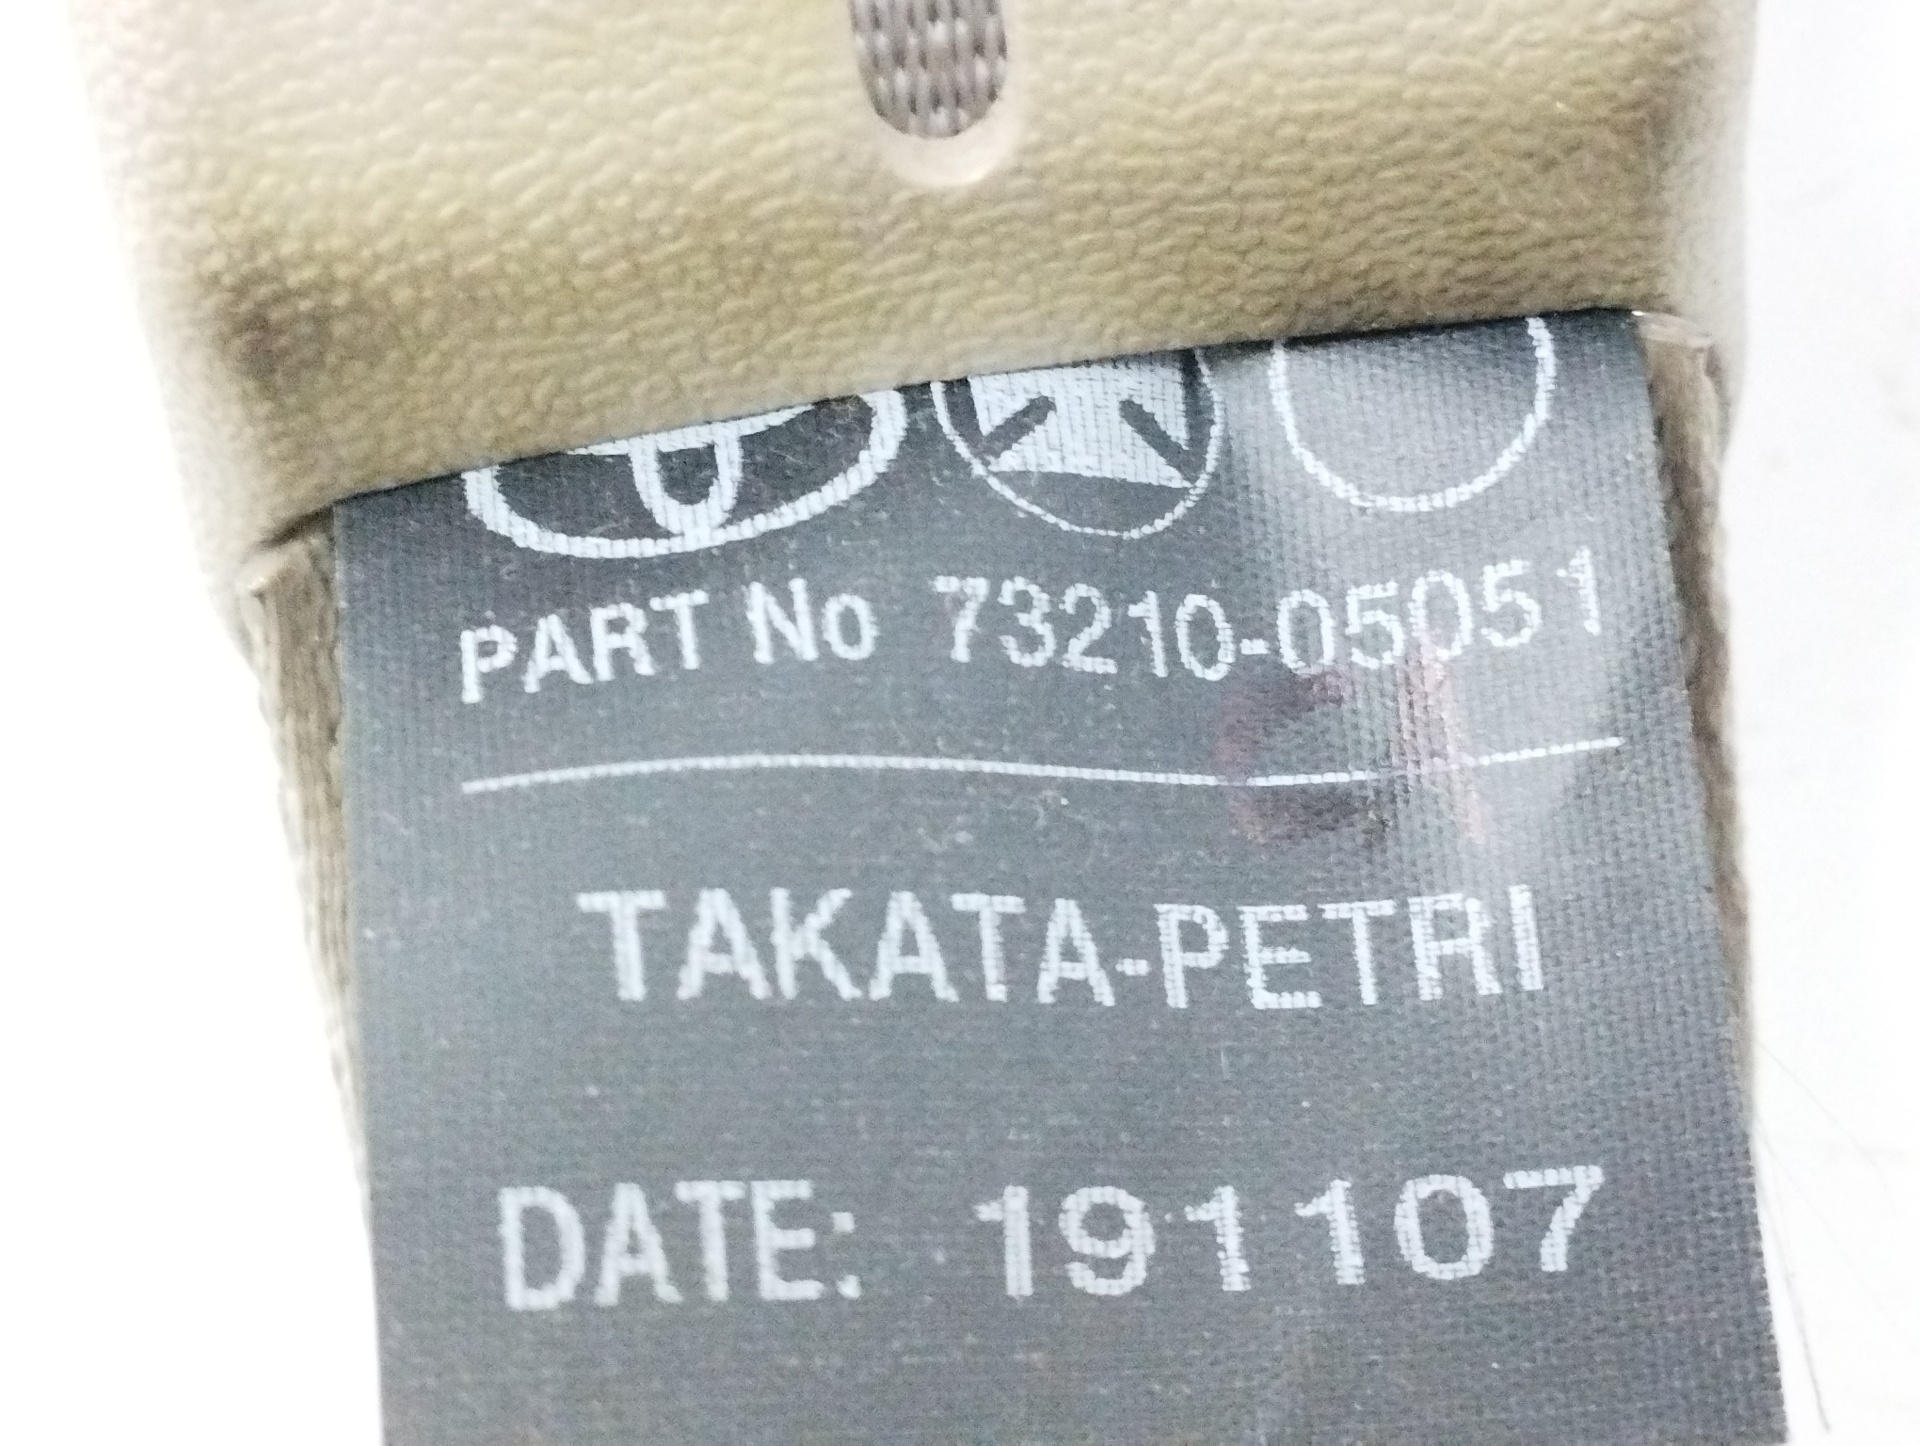 PART No 73210-05051
TAKATA-PETRI
DATE: 191107